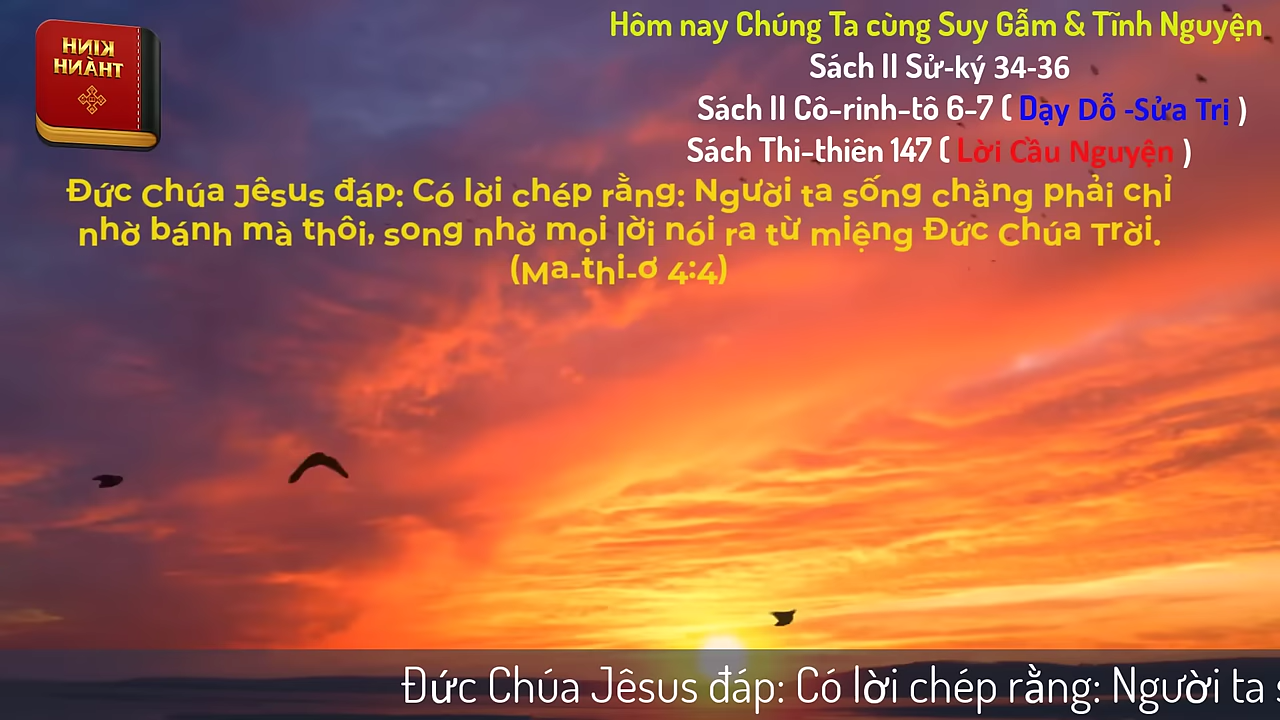 KINH
THÀNH
Hôm nay Chúng Ta cùng Suy Gẫm & Tĩnh Nguyện
Sách II Sử-ký 34-36
Sách II Cô-rinh-tô 6-7 ( Dạy Dỗ -Sửa Trị )
Sách Thi-thiên 147 ( Lời Cầu Nguyện )
Đức Chúa Jêsus đáp: Có lời chép rằng: Người ta sống chẳng phải chỉ
nhờ bánh mà thôi, song nhờ mọi lời nói ra từ miệng Đức Chúa Trời.
(Ma-thi-ơ 4:4)
Đức Chúa Jêsus đáp: Có lời chép rằng: Người ta